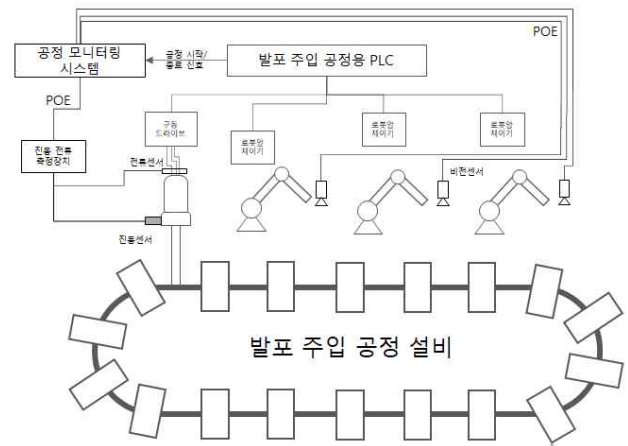 POE
공정 모니터링
시스템
공정 시작/
종료 신호
발포 주입 공정용 PLC
POE
구동
드라이브
로봇암
제어기
로봇암
제어기
로봇암
제어기
진동 전류
측정장치
전류센서
비전센서
진동센서
발포 주입 공정 설비